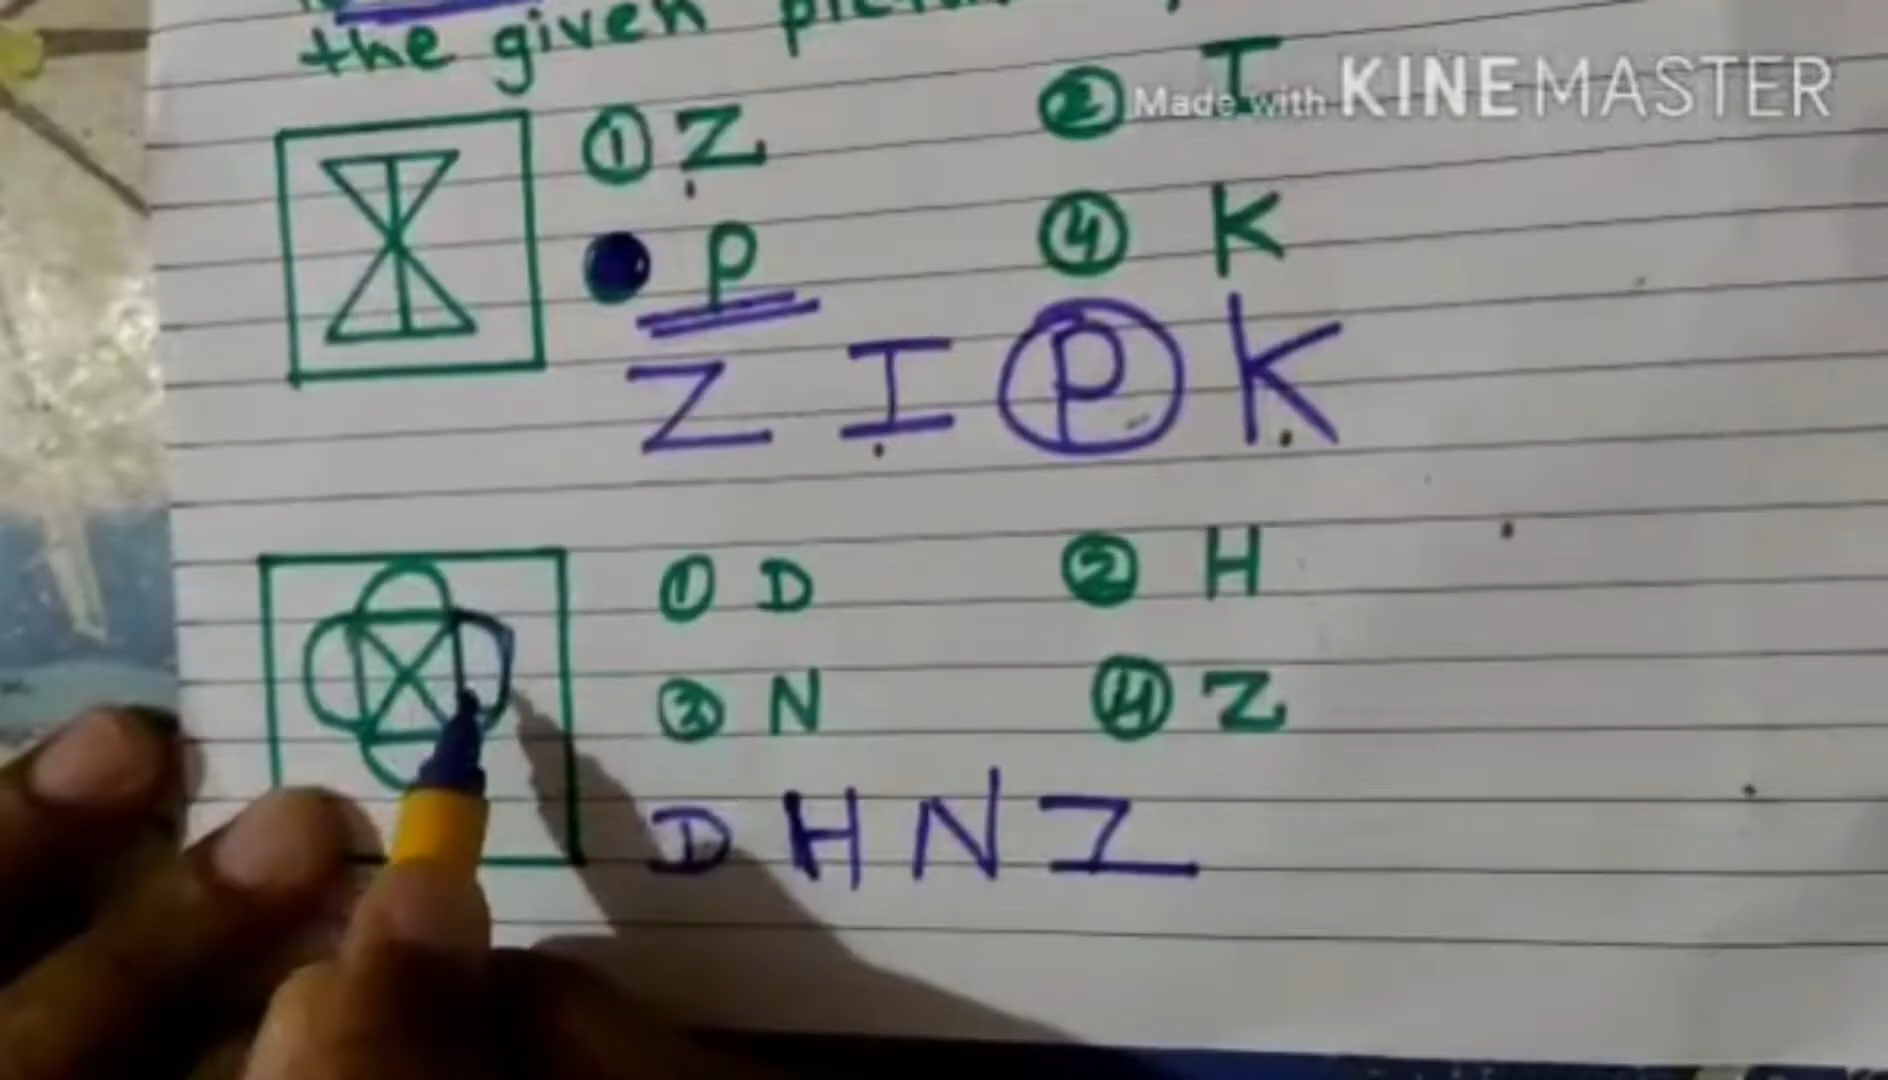 the given
Made with KINEMASTER
① Z ② I
P ④ K
Z I P K
① D ② H
③ N ④ Z
D H N Z